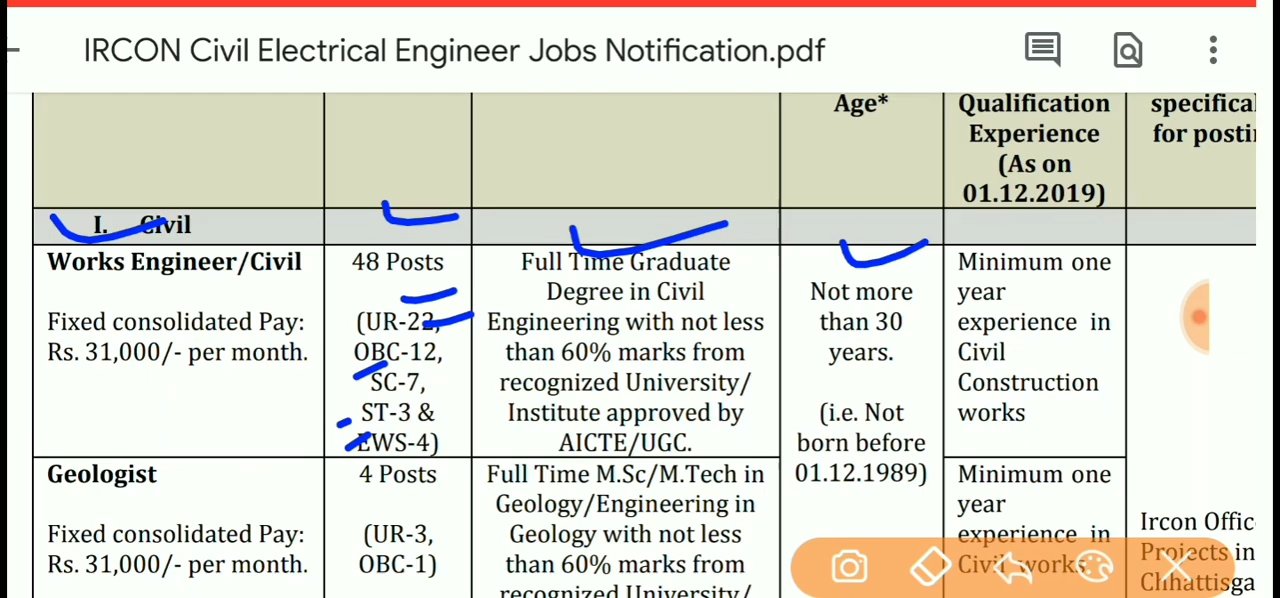 IRCON Civil Electrical Engineer Jobs Notification.pdf
Age*
Qualification
Experience
(As on
01.12.2019)
for
I. Civil
Works Engineer/Civil
Fixed consolidated Pay:
Rs. 31,000/- per month.
48 Posts
(UR-22,
OBC-12,
SC-7,
ST-3 &
EWS-4)
Full Time Graduate
Degree in Civil
Engineering with not less
than 60% marks from
recognized University/
Institute approved by
AICTE/UGC.
Not more
than 30
years.
(i.e. Not
born before
01.12.1989)
Minimum one
year
experience in
Civil
Construction
works
Geologist
Fixed consolidated Pay:
Rs. 31,000/- per month.
4 Posts
(UR-3,
OBC-1)
Full Time M.Sc/M.Tech in
Geology/Engineering in
Geology with not less
than 60% marks from
recognized University/
Minimum one
year
experience in
Civil works.
Ircon
Projects in